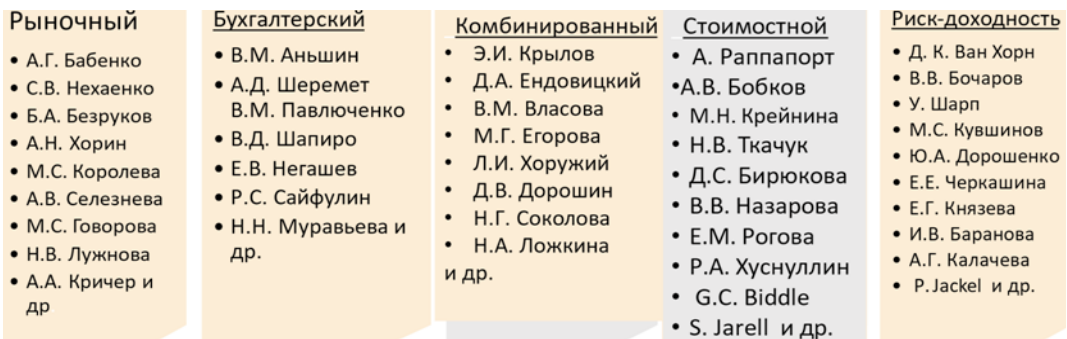 Рыночный
• А.Г. Бабенко
• С.В. Нехаенко
• Б.А. Безруков
• А.Н. Хорин
• М.С. Королева
• А.В. Селезнева
• М.С. Говорова
• Н.В. Лужнова
• А.А. Кричер и
др
Бухгалтерский
• В.М. Аньшин
• А.Д. Шеремет
В.М. Павлюченко
• В.Д. Шапиро
• Е.В. Негашев
• Р.С. Сайфулин
• Н.Н. Муравьева и
др.
Комбинированный
• Э.И. Крылов
• Д.А. Ендовицкий
• В.М. Власова
• М.Г. Егорова
• Л.И. Хоружий
• Д.В. Дорошин
• Н.Г. Соколова
• Н.А. Ложкина
и др.
Стоимостной
• А. Раппапорт
•А.В. Бобков
• М.Н. Крейнина
• Н.В. Ткачук
• Д.С. Бирюкова
• В.В. Назарова
• Е.М. Рогова
• Р.А. Хуснуллин
• G.C. Biddle
• S. Jarell и др.
Риск-доходность
• Д. К. Ван Хорн
• В.В. Бочаров
• У. Шарп
• М.С. Кувшинов
• Ю.А. Дорошенко
• Е.Е. Черкашина
• Е.Г. Князева
• И.В. Баранова
• А.Г. Калачева
• P. Jackel и др.